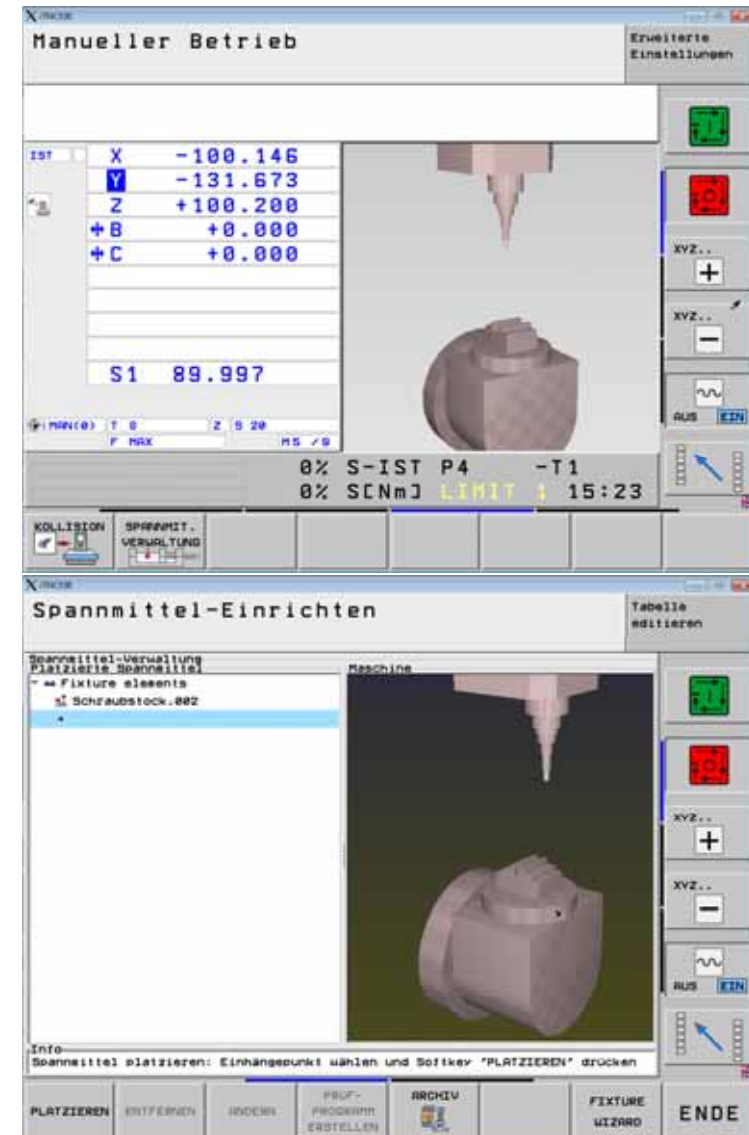 Manueller Betrieb
Erweiterte
Einstellungen
IST
X -100.146
Y -131.673
Z +100.200
B +0.000
C +0.000
S1 89.997
MAN(0) T 8 Z S 20
F MAX M5 /9
0% S-IST P4 -T1
0% S[Nm] LIMIT 1 15:23
XYZ..
+
XYZ..
−
AUS EIN
KOLLISION
SPANNMIT.
VERWALTUNG
Spannmittel-Einrichten
Tabelle
editieren
Spannmittel-Verwaltung
Platzierte Spannmittel
Maschine
Fixture elements
Schraubstock.002
XYZ..
+
XYZ..
−
AUS EIN
Info
Spannmittel platzieren: Einhängepunkt wählen und Softkey "PLATZIEREN" drücken
PLATZIEREN
ENTFERNEN
ÄNDERN
PRÜF-
PROGRAMM
ERSTELLEN
ARCHIV
FIXTURE
WIZARD
ENDE